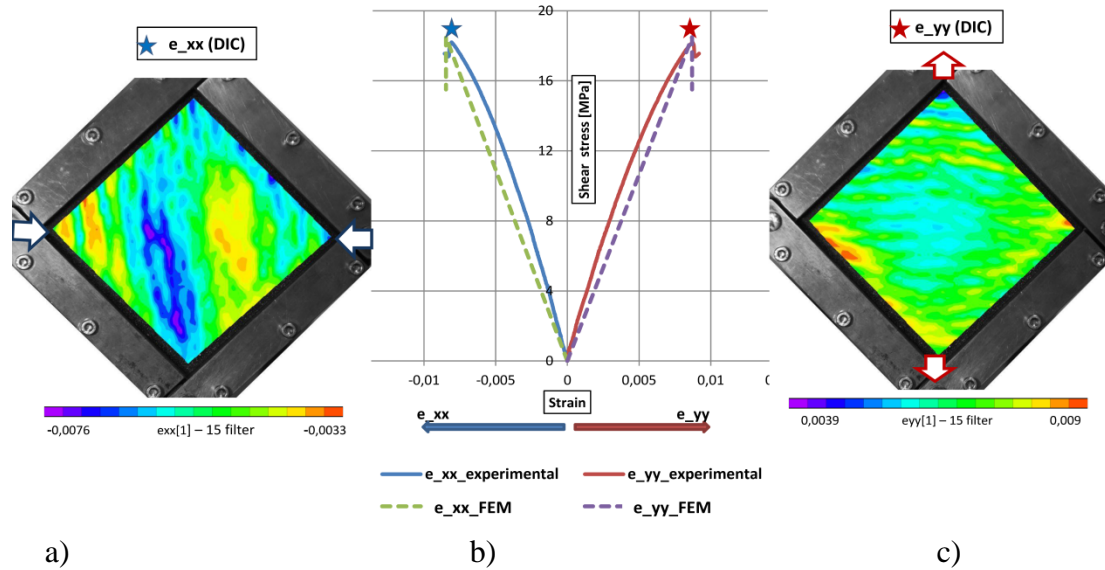 e_xx (DIC)
-0,0076
exx[1] – 15 filter
-0,0033
a)
20
16
12
8
4
0
Shear stress [MPa]
-0,01
-0,005
0
0,005
0,01
Strain
e_xx
e_yy
e_xx_experimental
e_yy_experimental
e_xx_FEM
e_yy_FEM
b)
e_yy (DIC)
0,0039
eyy[1] – 15 filter
0,009
c)